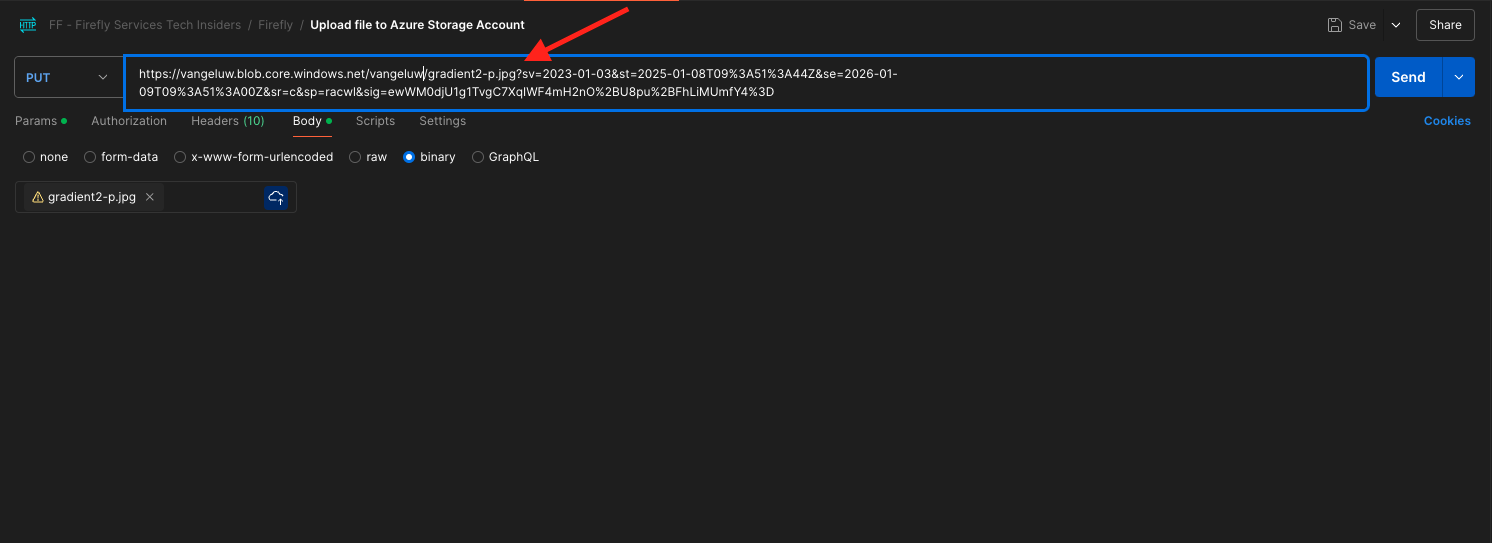 HTTP FF - Firefly Services Tech Insiders / Firefly / Upload file to Azure Storage Account Save Share
PUT https://vangeluw.blob.core.windows.net/vangeluw/gradient2-p.jpg?sv=2023-01-03&st=2025-01-08T09%3A51%3A44Z&se=2026-01-
09T09%3A51%3A00Z&sr=c&sp=racwl&sig=ewWM0djU1g1TvgC7XqIWF4mH2nO%2BU8pu%2BFhLiMUmfY4%3D Send
Params Authorization Headers (10) Body Scripts Settings Cookies
none form-data x-www-form-urlencoded raw binary GraphQL
gradient2-p.jpg